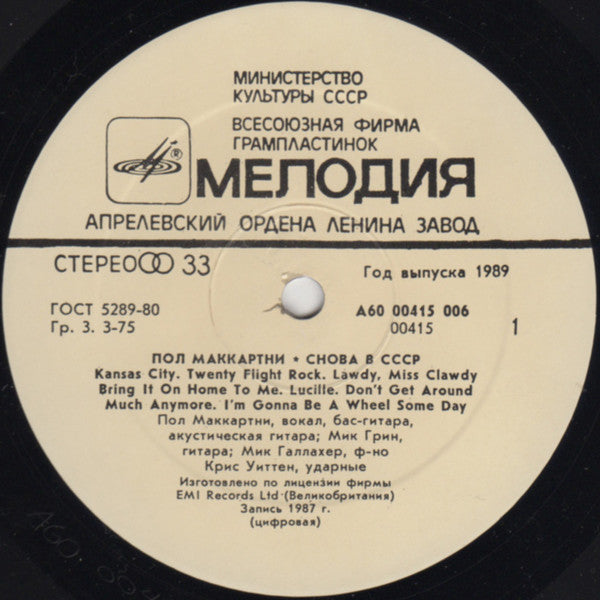 МИНИСТЕРСТВО
КУЛЬТУРЫ СССР
ВСЕСОЮЗНАЯ ФИРМА
ГРАМПЛАСТИНОК
® МЕЛОДИЯ
АПРЕЛЕВСКИЙ ОРДЕНА ЛЕНИНА ЗАВОД
СТЕРЕО 33
Год выпуска 1989
ГОСТ 5289-80
Гр. 3. 3-75
А60 00415 006
00415
1
ПОЛ МАККАРТНИ * СНОВА В СССР
Kansas City. Twenty Flight Rock. Lawdy, Miss Clawdy
Bring It On Home To Me. Lucille. Don't Get Around
Much Anymore. I'm Gonna Be A Wheel Some Day
Пол Маккартни, вокал, бас-гитара,
акустическая гитара; Мик Грин,
гитара; Мик Галлахер, ф-но
Крис Уиттен, ударные
Изготовлено по лицензии фирмы
EMI Records Ltd (Великобритания)
Запись 1987 г.
(цифровая)